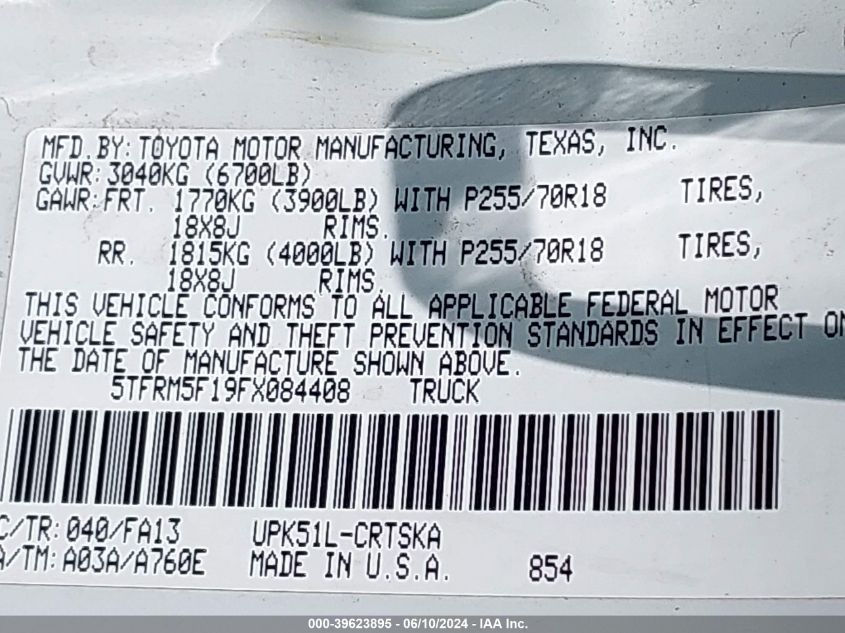 MFD.BY: TOYOTA MOTOR MANUFACTURING, TEXAS, INC.
GVWR: 3040KG (6700LB)
GAWR: FRT. 1770KG (3900LB) WITH P255/70R18 TIRES,
18X8J RIMS.
RR. 1815KG (4000LB) WITH P255/70R18 TIRES,
18X8J RIMS.
THIS VEHICLE CONFORMS TO ALL APPLICABLE FEDERAL MOTOR
VEHICLE SAFETY AND THEFT PREVENTION STANDARDS IN EFFECT ON
THE DATE OF MANUFACTURE SHOWN ABOVE.
5TFRM5F19FX084408 TRUCK
C/TR: 040/FA13 UPK51L-CRTSKA
A/TM: A03A/A760E MADE IN U.S.A. 854
000-39623895 - 06/10/2024 - IAA Inc.